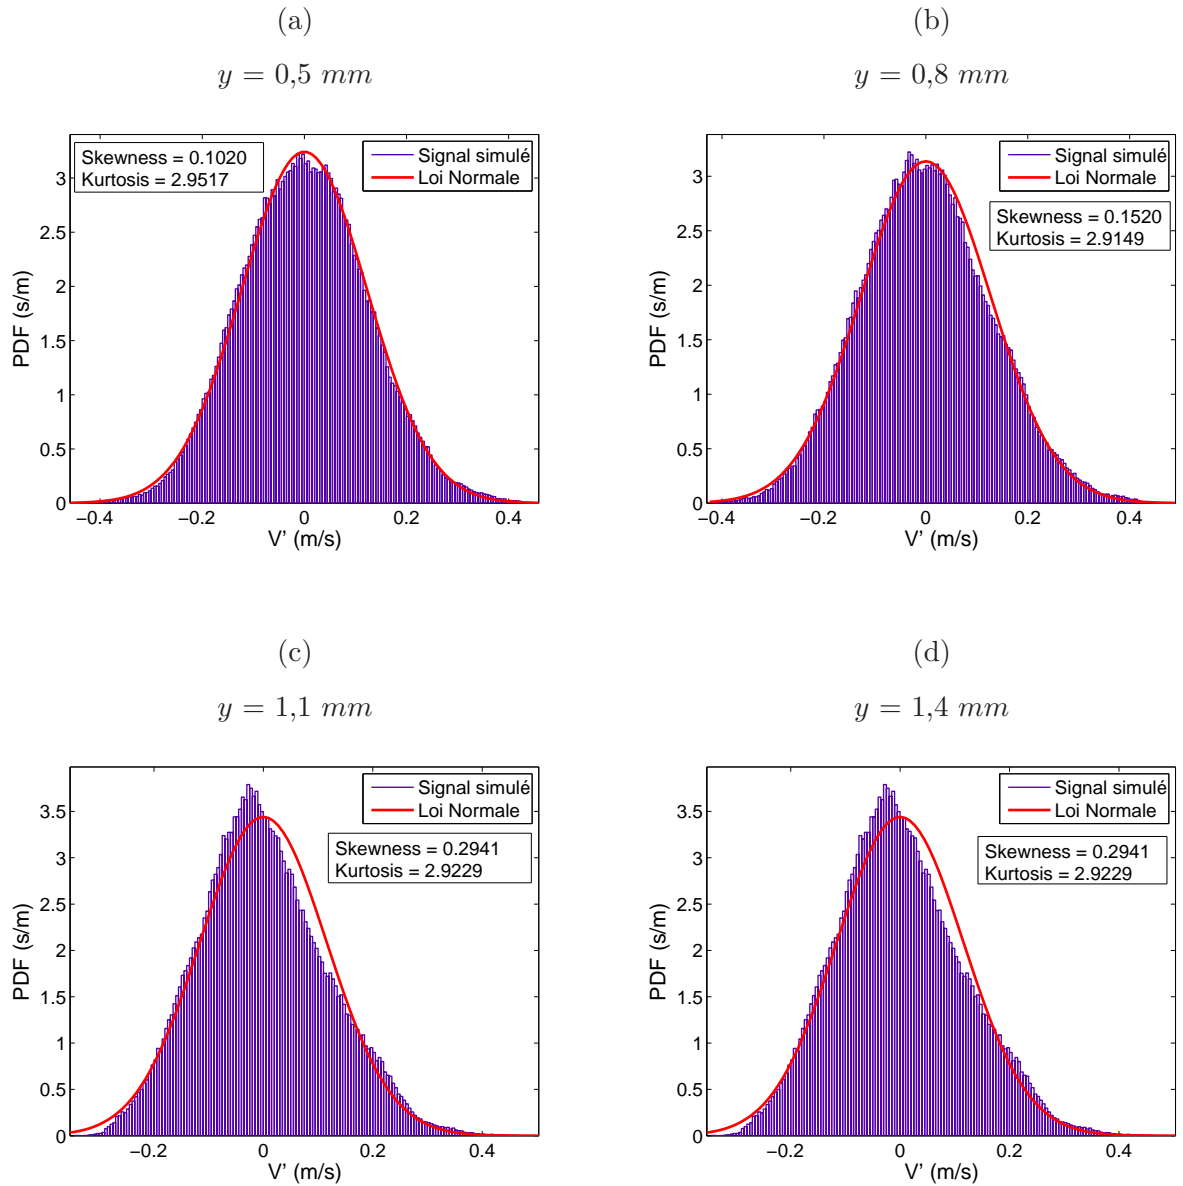 (a)
y = 0,5 mm
Skewness = 0.1020
Kurtosis = 2.9517
Signal simulé
Loi Normale
3
2.5
2
1.5
1
0.5
0
PDF (s/m)
−0.4 −0.2 0 0.2 0.4
V' (m/s)
(b)
y = 0,8 mm
Signal simulé
Loi Normale
Skewness = 0.1520
Kurtosis = 2.9149
3
2.5
2
1.5
1
0.5
0
PDF (s/m)
−0.4 −0.2 0 0.2 0.4
V' (m/s)
(c)
y = 1,1 mm
Signal simulé
Loi Normale
Skewness = 0.2941
Kurtosis = 2.9229
3.5
3
2.5
2
1.5
1
0.5
0
PDF (s/m)
−0.2 0 0.2 0.4
V' (m/s)
(d)
y = 1,4 mm
Signal simulé
Loi Normale
Skewness = 0.2941
Kurtosis = 2.9229
3.5
3
2.5
2
1.5
1
0.5
0
PDF (s/m)
−0.2 0 0.2 0.4
V' (m/s)